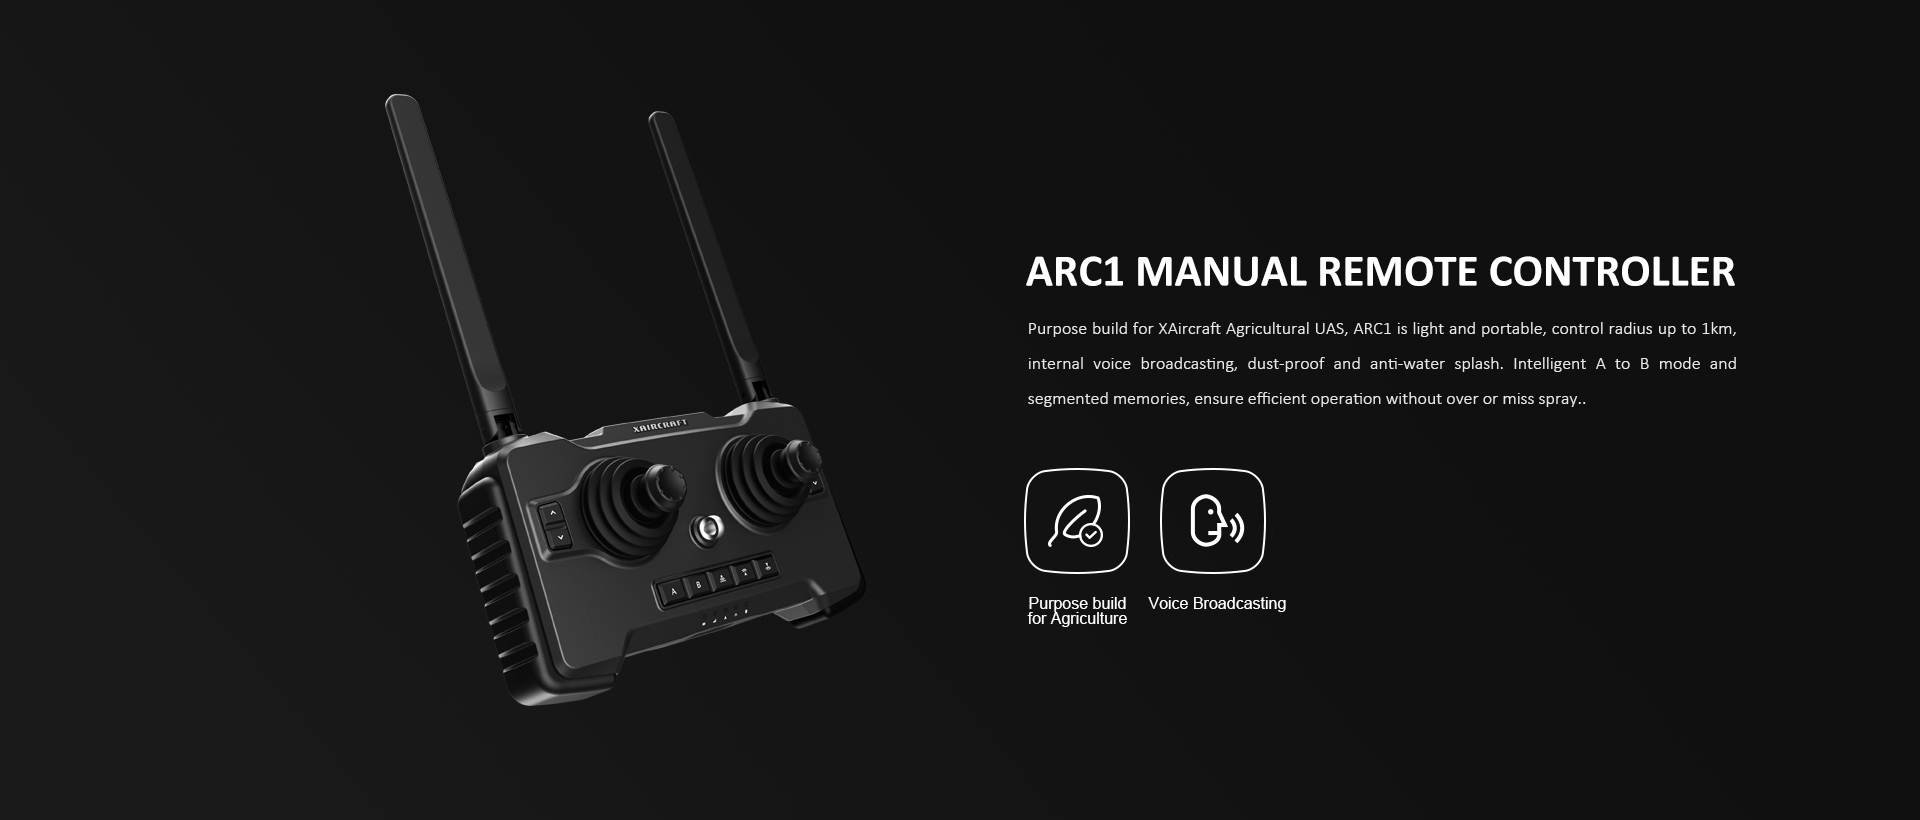 XAIRCRAFT
A
B
ARC1 MANUAL REMOTE CONTROLLER
Purpose build for XAircraft Agricultural UAS, ARC1 is light and portable, control radius up to 1km,
internal voice broadcasting, dust-proof and anti-water splash. Intelligent A to B mode and
segmented memories, ensure efficient operation without over or miss spray..
Purpose build
for Agriculture
Voice Broadcasting